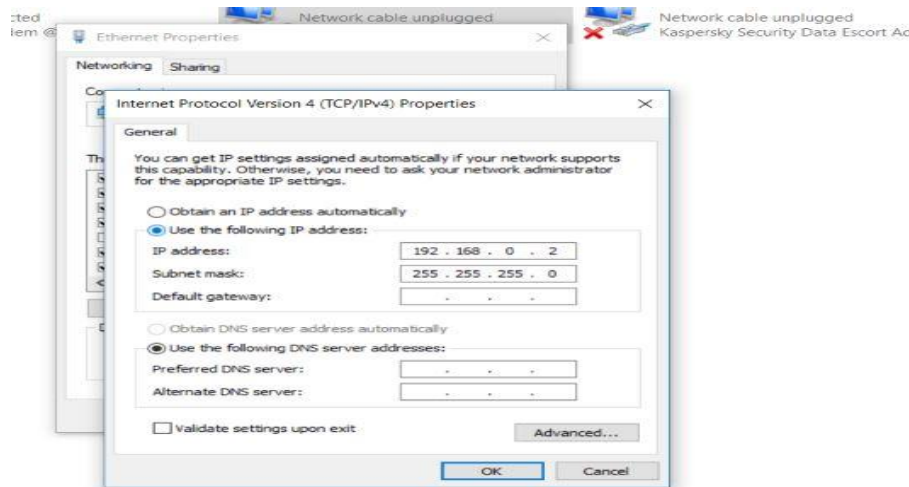 cted
Network cable unplugged
Network cable unplugged
Kaspersky Security Data Escort Ad
Ethernet Properties
Networking
Sharing
Internet Protocol Version 4 (TCP/IPv4) Properties
General
You can get IP settings assigned automatically if your network supports
this capability. Otherwise, you need to ask your network administrator
for the appropriate IP settings.
Obtain an IP address automatically
Use the following IP address:
IP address: 192 . 168 . 0 . 2
Subnet mask: 255 . 255 . 255 . 0
Default gateway: . . .
Obtain DNS server address automatically
Use the following DNS server addresses:
Preferred DNS server: . . .
Alternate DNS server: . . .
Validate settings upon exit
Advanced...
OK Cancel